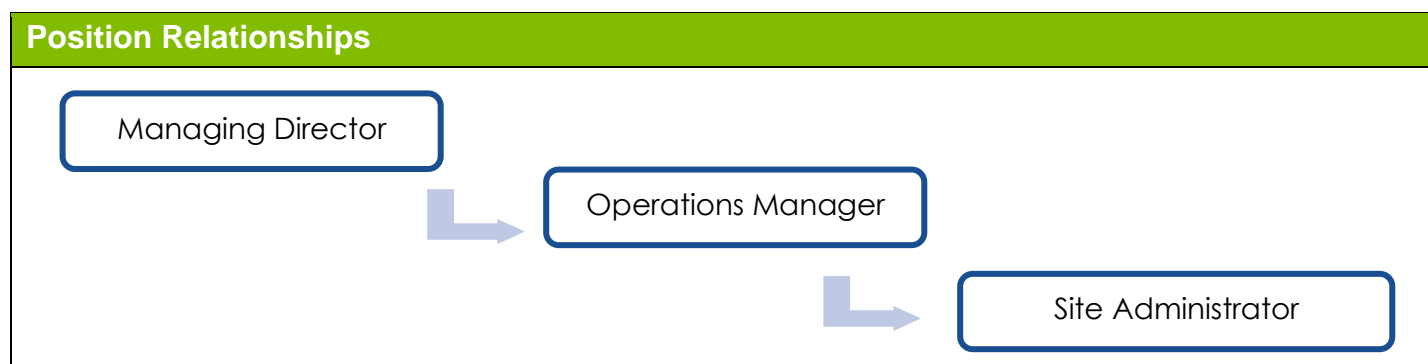 Position Relationships
Managing Director
Operations Manager
Site Administrator